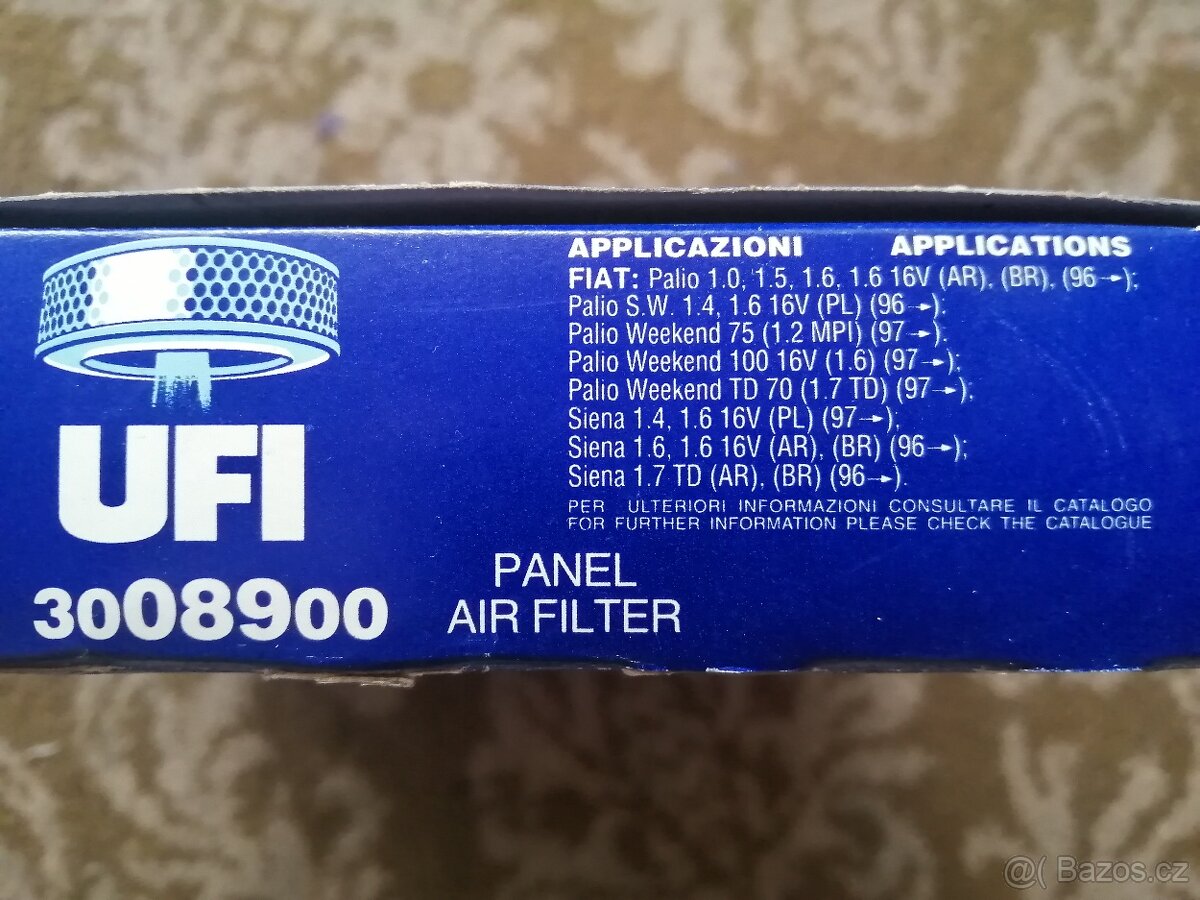 APPLICAZIONI APPLICATIONS
FIAT: Palio 1.0, 1.5, 1.6, 1.6 16V (AR), (BR), (96→);
Palio S.W. 1.4, 1.6 16V (PL) (96→);
Palio Weekend 75 (1.2 MPI) (97→);
Palio Weekend 100 16V (1.6) (97→);
Palio Weekend TD 70 (1.7 TD) (97→);
Siena 1.4, 1.6 16V (PL) (97→);
Siena 1.6, 1.6 16V (AR), (BR) (96→);
Siena 1.7 TD (AR), (BR) (96→).
PER ULTERIORI INFORMAZIONI CONSULTARE IL CATALOGO
FOR FURTHER INFORMATION PLEASE CHECK THE CATALOGUE
UFI
3008900
PANEL
AIR FILTER
@( Bazos.cz